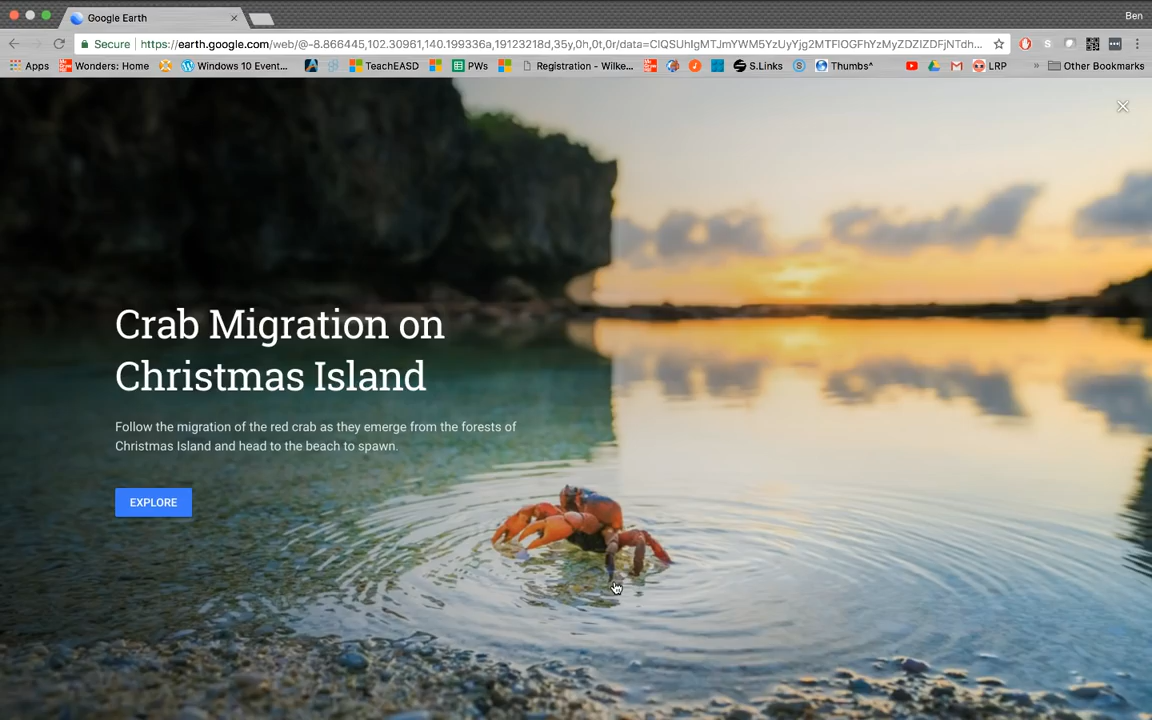 Google Earth
Ben
Secure
https://earth.google.com/web/@-8.866445,102.30961,140.199336a,19123218d,35y,0h,0t,0r/data=
Apps
Wonders: Home
Windows 10 Event...
TeachEASD
PWs
Registration - Wilke...
S.Links
Thumbs^
LRP
»
Other Bookmarks
Crab Migration on
Christmas Island
Follow the migration of the red crab as they emerge from the forests of
Christmas Island and head to the beach to spawn.
EXPLORE